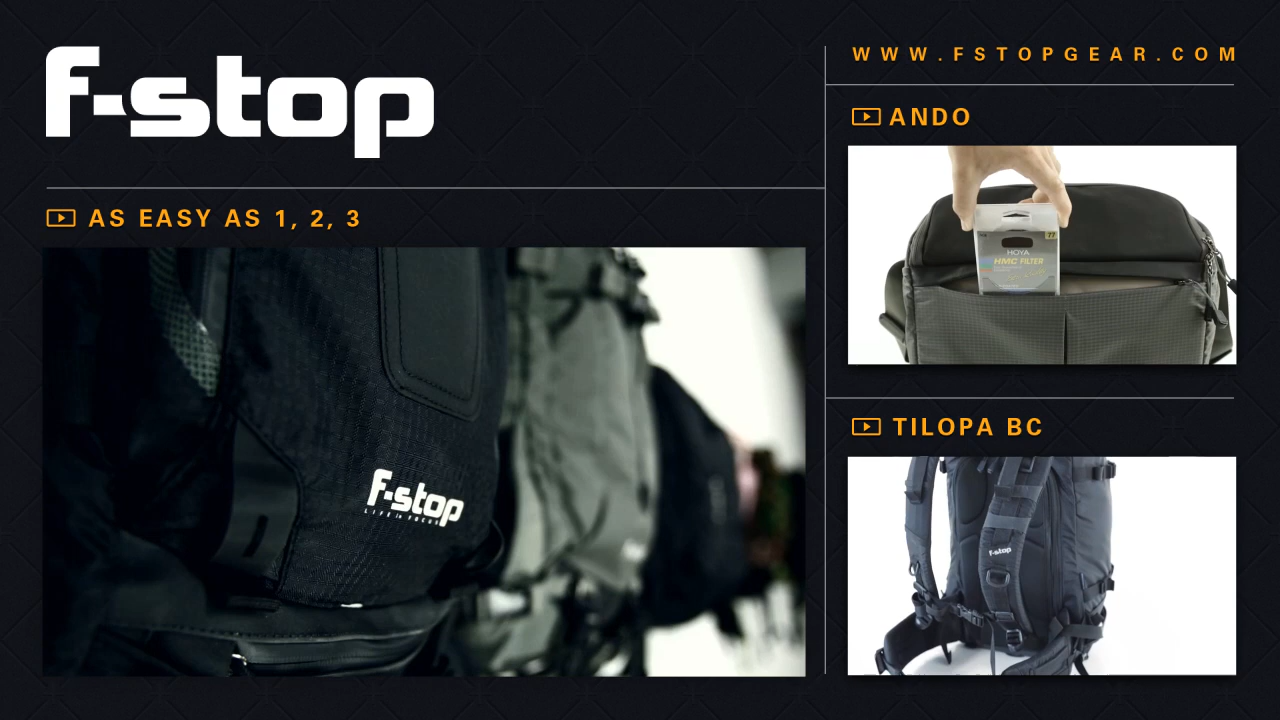 f-stop
AS EASY AS 1, 2, 3
f-stop
LIFE in FOCUS
WWW.FSTOPGEAR.COM
ANDO
77
HOYA
HMC FILTER
TILOPA BC
f-stop